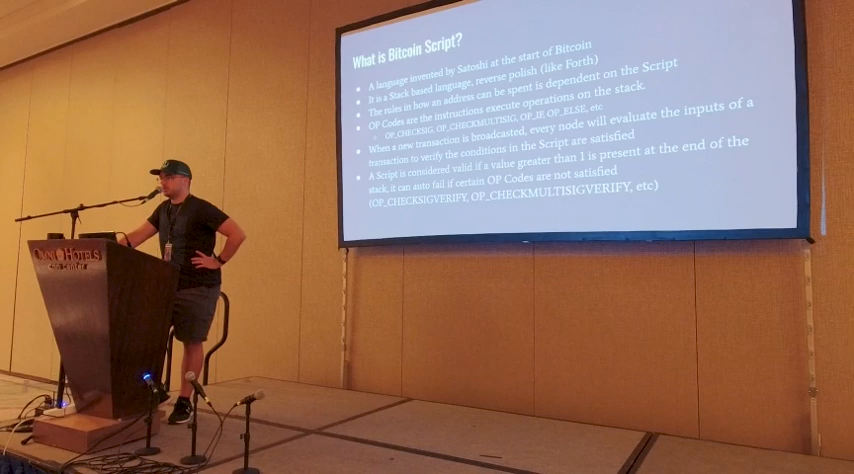 What is Bitcoin Script?
● A language invented by Satoshi at the start of Bitcoin
● It is a Stack based language, reverse polish (like Forth)
● The rules in how an address can be spent is dependent on the Script
● OP Codes are the instructions execute operations on the stack.
○ OP_CHECKSIG, OP_CHECKMULTISIG, OP_IF, OP_ELSE, etc
● When a new transaction is broadcasted, every node will evaluate the inputs of a
transaction to verify the conditions in the Script are satisfied
● A Script is considered valid if a value greater than 1 is present at the end of the
stack, it can auto fail if certain OP Codes are not satisfied
(OP_CHECKSIGVERIFY, OP_CHECKMULTISIGVERIFY, etc)
OMNI HOTELS